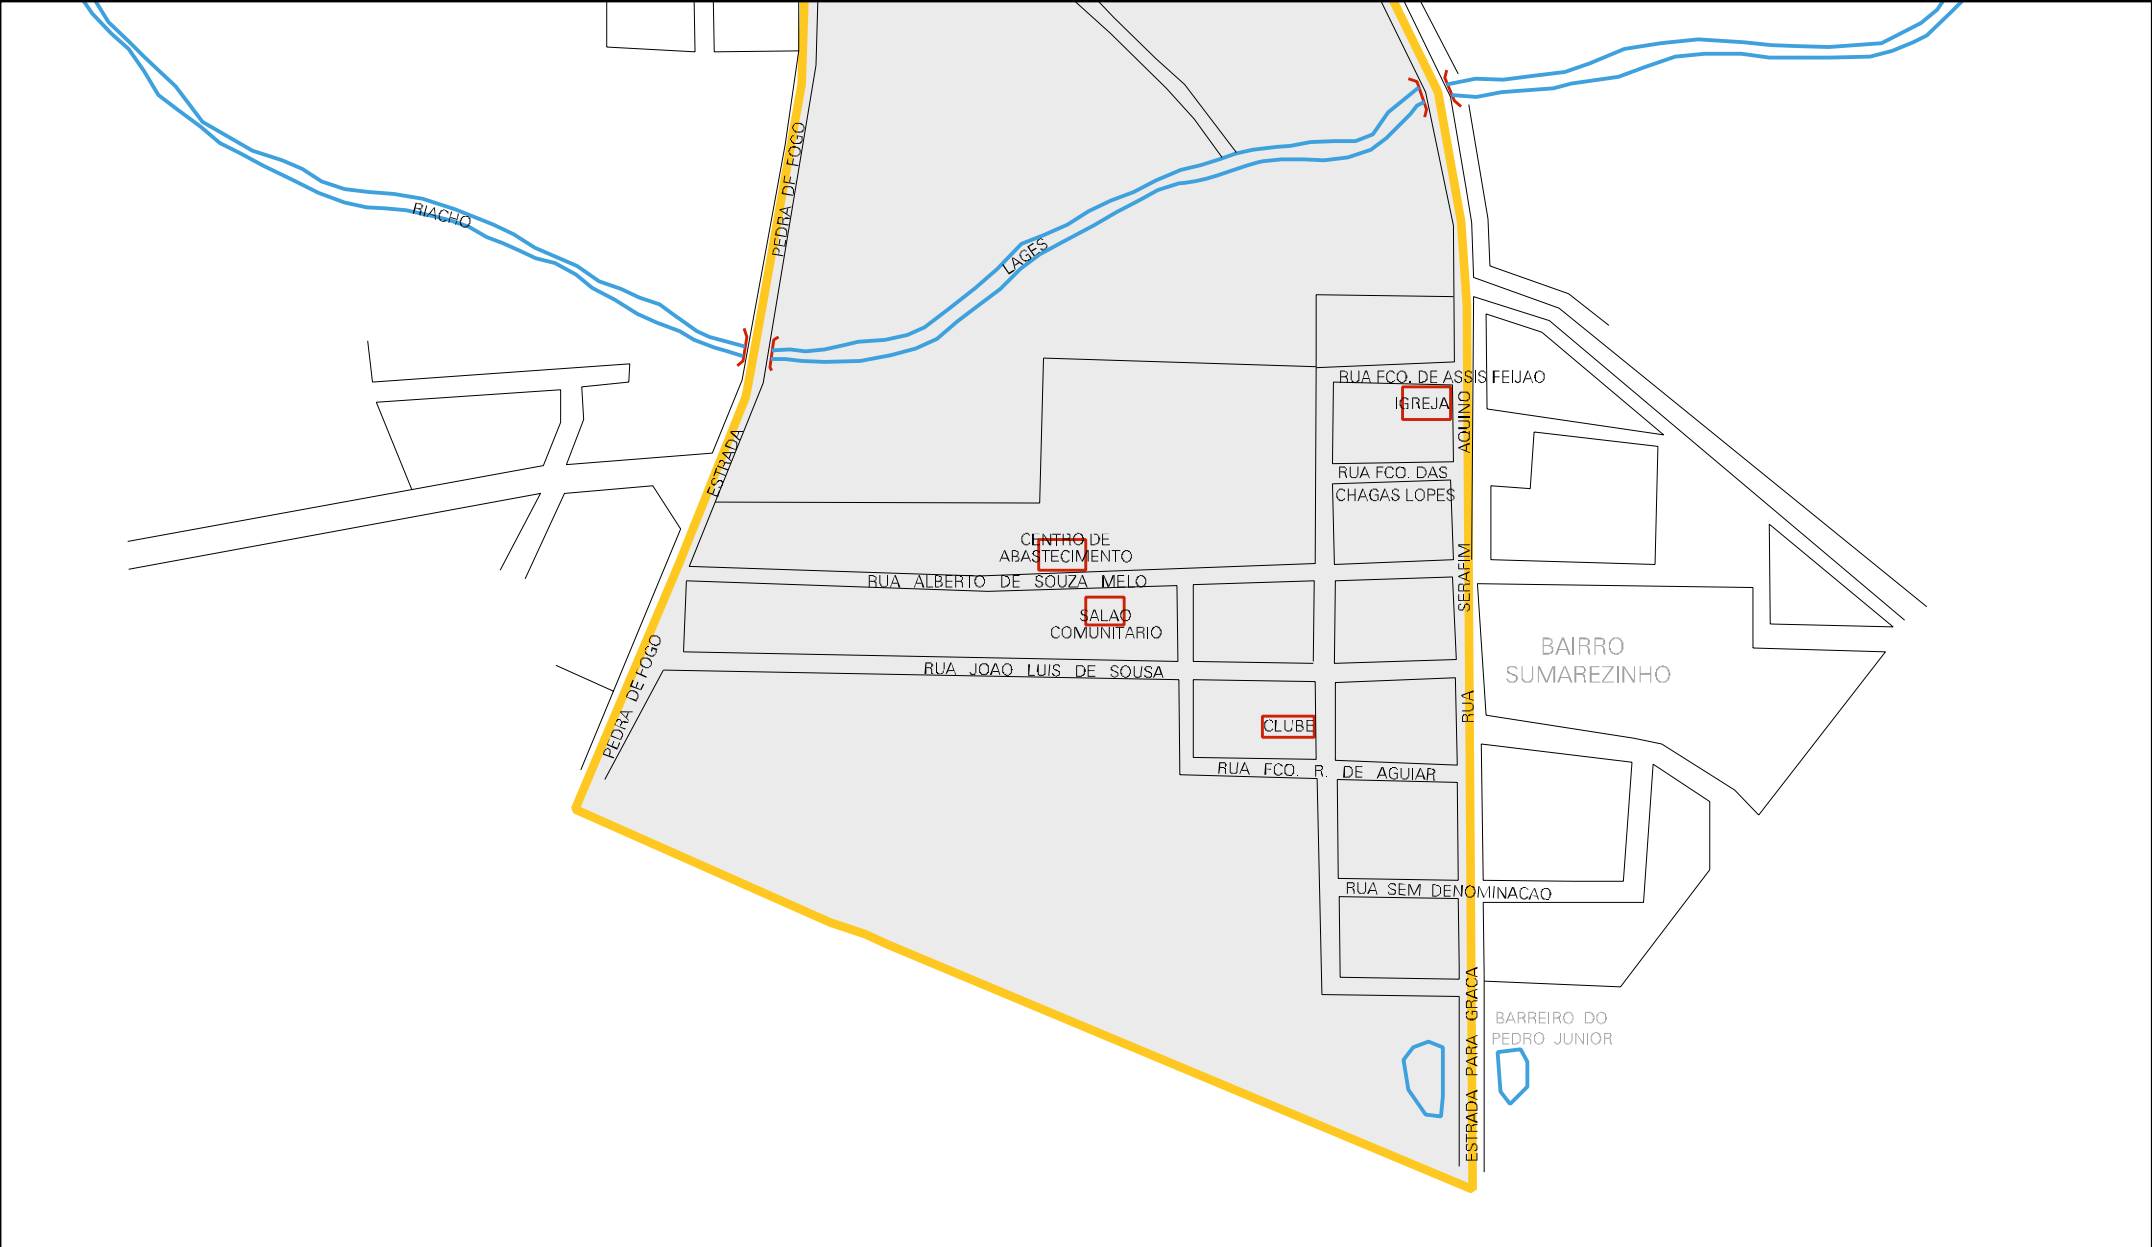 PEDRA DE FOGO
RIACHO
LAGES
RUA FCO. DE ASSIS FEIJAO
IGREJA
AQUINO
ESTRADA
RUA FCO. DAS
CHAGAS LOPES
CENTRO DE
ABASTECIMENTO
RUA ALBERTO DE SOUZA MELO
SERAFIM
SALAO
COMUNITARIO
BAIRRO
SUMAREZINHO
RUA JOAO LUIS DE SOUSA
PEDRA DE FOGO
RUA
CLUBE
RUA FCO. R. DE AGUIAR
RUA SEM DENOMINACAO
ESTRADA PARA GRACA
BARREIRO DO
PEDRO JUNIOR